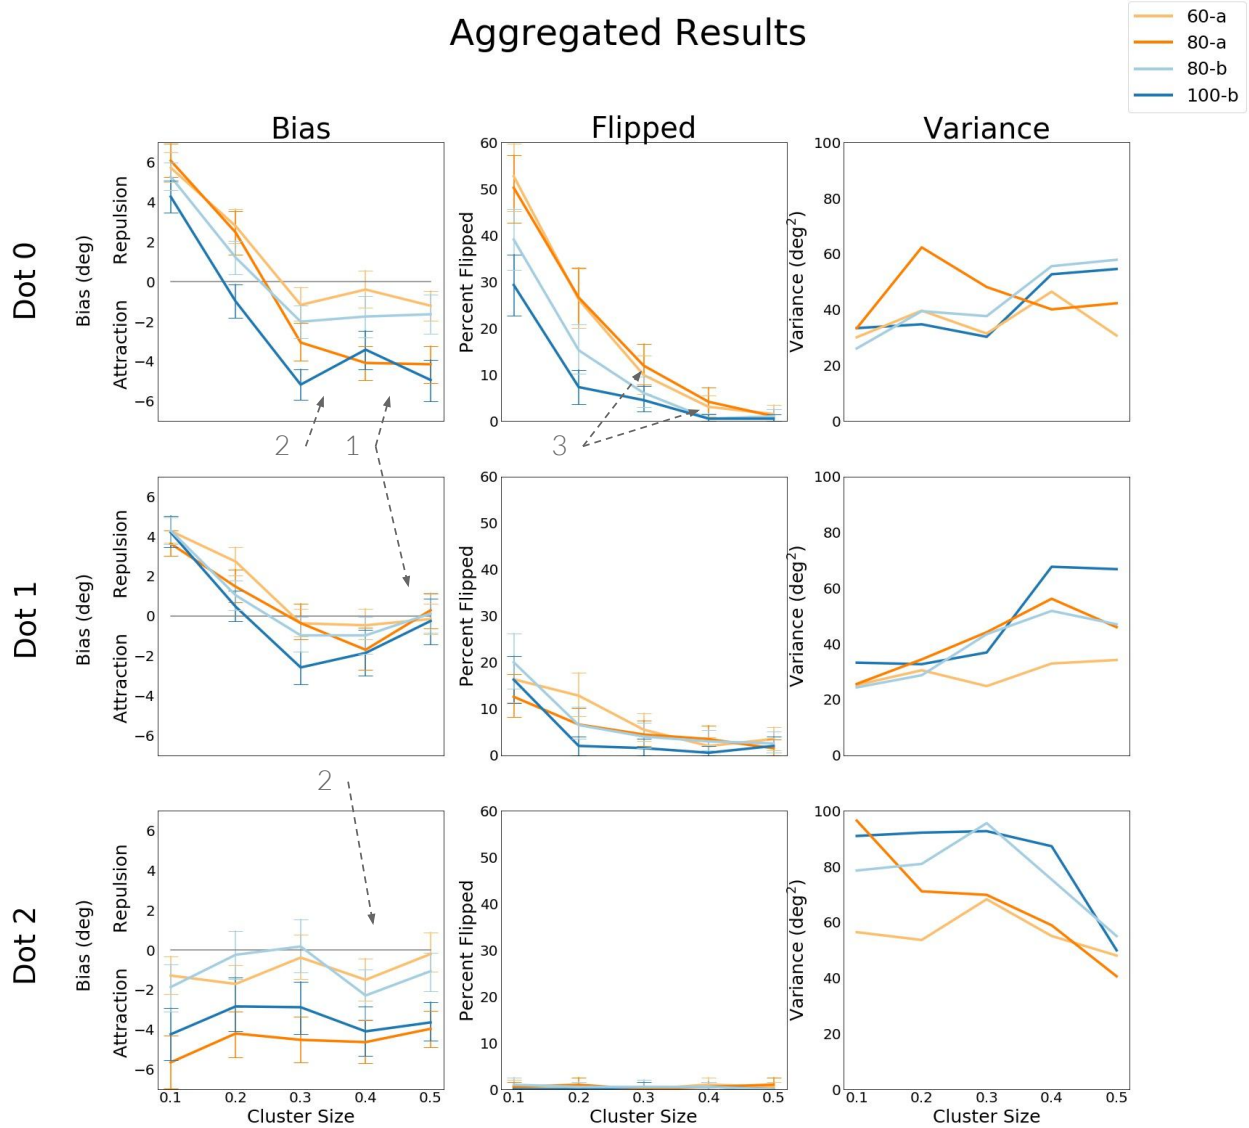 Aggregated Results
60-a
80-a
80-b
100-b
Bias
Flipped
Variance
Dot 0
Bias (deg)
Attraction Repulsion
6
4
2
0
−2
−4
−6
Percent Flipped
60
50
40
30
20
10
0
Variance (deg²)
100
80
60
40
20
0
2
1
3
Dot 1
Bias (deg)
Attraction Repulsion
6
4
2
0
−2
−4
−6
Percent Flipped
60
50
40
30
20
10
0
Variance (deg²)
100
80
60
40
20
0
2
Dot 2
Bias (deg)
Attraction Repulsion
6
4
2
0
−2
−4
−6
0.1 0.2 0.3 0.4 0.5
Cluster Size
Percent Flipped
60
50
40
30
20
10
0
0.1 0.2 0.3 0.4 0.5
Cluster Size
Variance (deg²)
100
80
60
40
20
0
0.1 0.2 0.3 0.4 0.5
Cluster Size